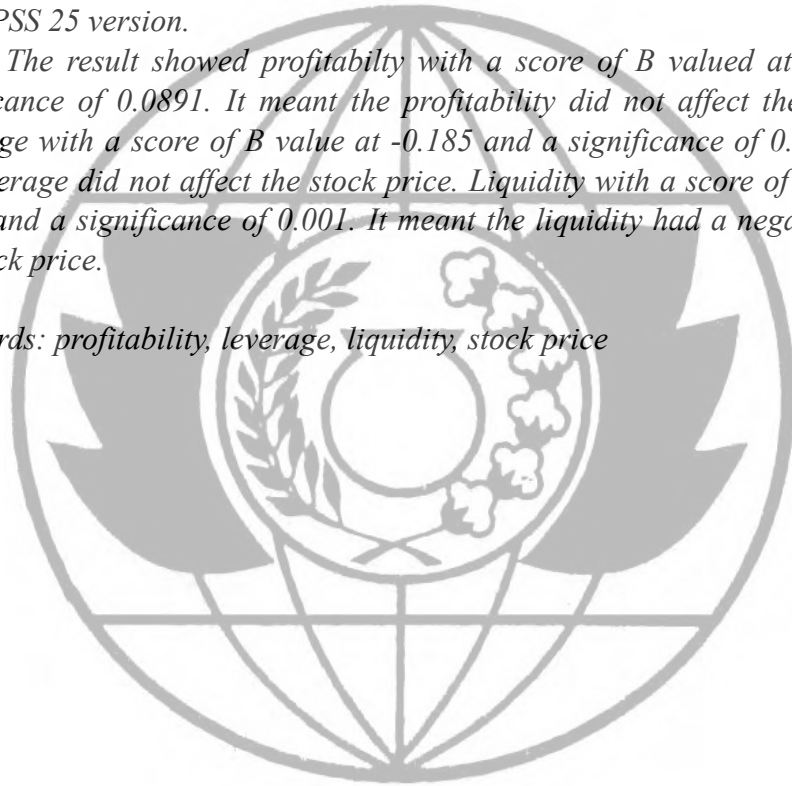 PSS 25 version.
The result showed profitabilty with a score of B valued at
cance of 0.0891. It meant the profitability did not affect the
ge with a score of B value at -0.185 and a significance of 0.
erage did not affect the stock price. Liquidity with a score of
and a significance of 0.001. It meant the liquidity had a nega
ck price.
rds: profitability, leverage, liquidity, stock price